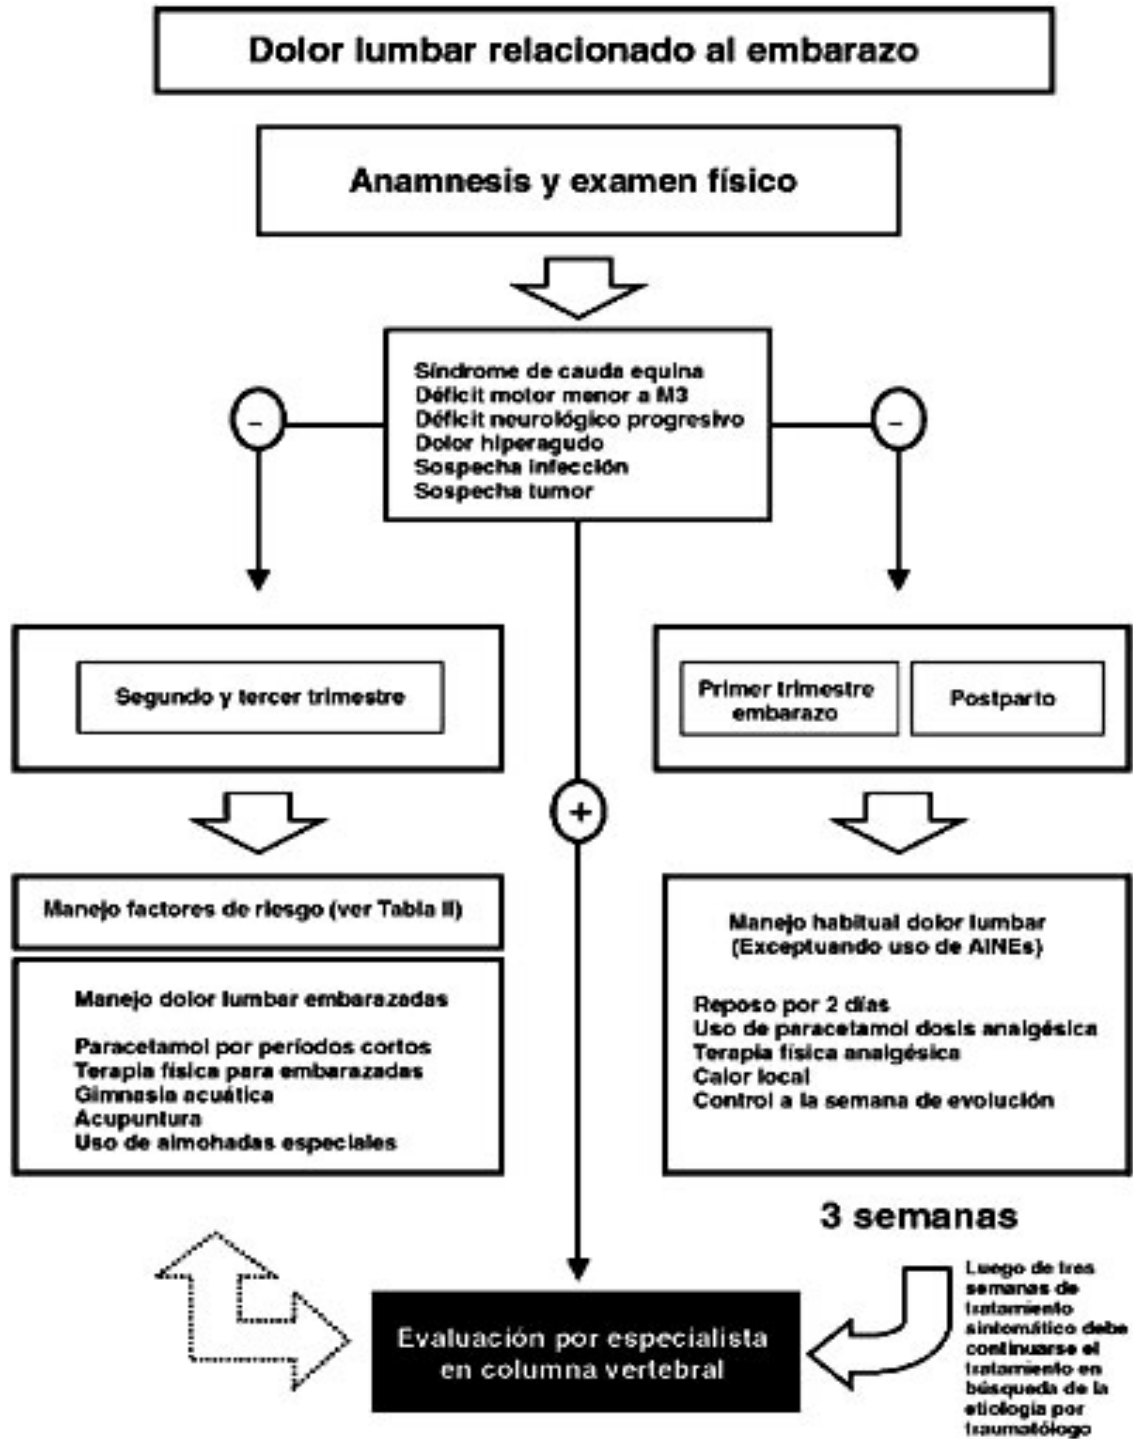 Dolor lumbar relacionado al embarazo
Anamnesis y examen físico
Síndrome de cauda equina
Déficit motor menor a M3
Déficit neurológico progresivo
Dolor hiperagudo
Sospecha infección
Sospecha tumor
-
-
Segundo y tercer trimestre
Primer trimestre
embarazo
Postparto
+
Manejo factores de riesgo (ver Tabla II)
Manejo dolor lumbar embarazadas
Paracetamol por períodos cortos
Terapia física para embarazadas
Gimnasia acuática
Acupuntura
Uso de almohadas especiales
Manejo habitual dolor lumbar
(Exceptuando uso de AINEs)
Reposo por 2 días
Uso de paracetamol dosis analgésica
Terapia física analgésica
Calor local
Control a la semana de evolución
3 semanas
Luego de tres
semanas de
tratamiento
sintomático debe
continuarse el
tratamiento en
búsqueda de la
etiología por
traumatólogo
Evaluación por especialista
en columna vertebral